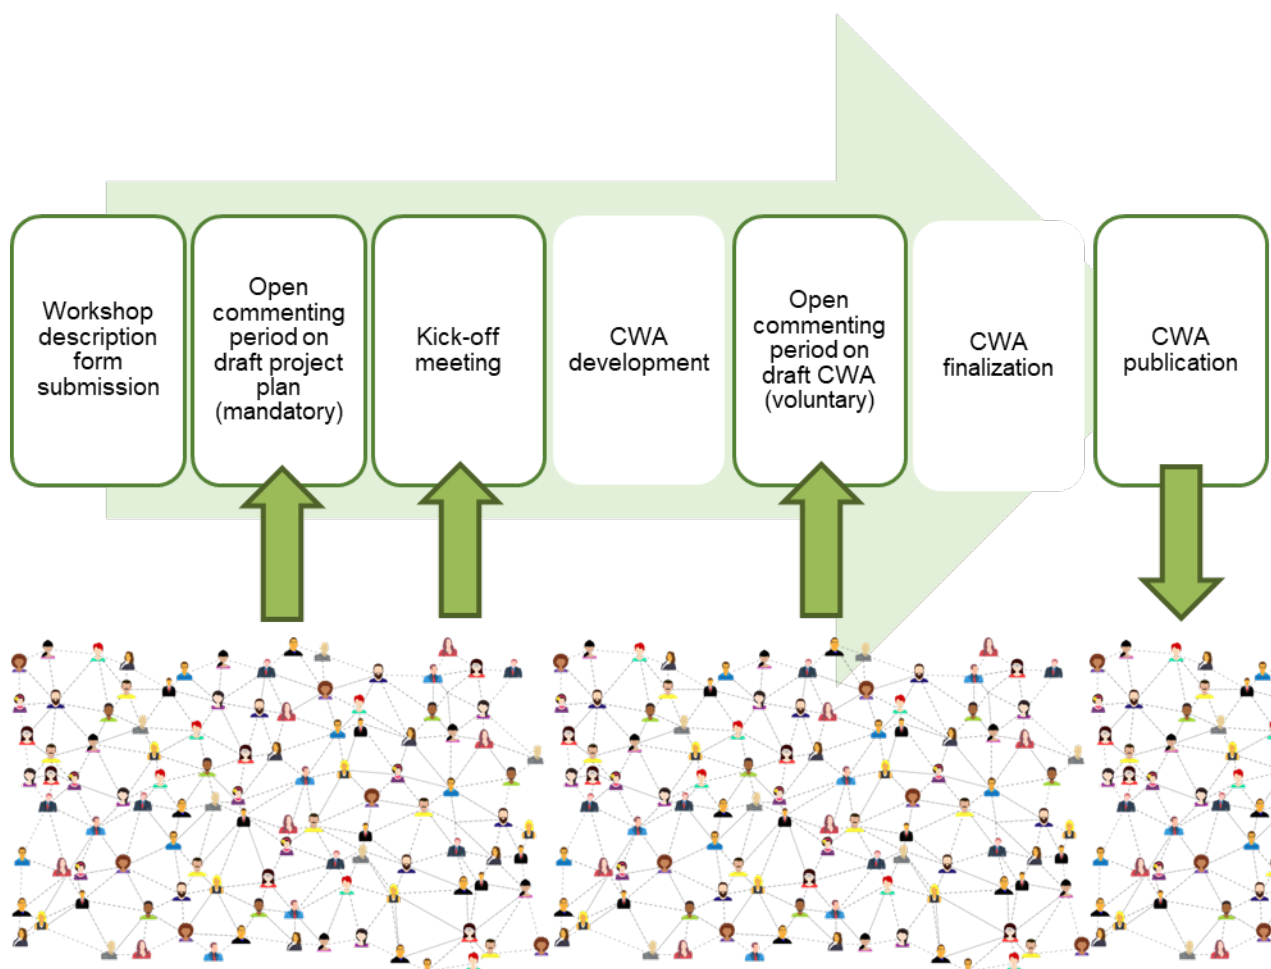 Workshop
description
form
submission
Open
commenting
period on
draft project
plan
(mandatory)
Kick-off
meeting
CWA
development
Open
commenting
period on
draft CWA
(voluntary)
CWA
finalization
CWA
publication